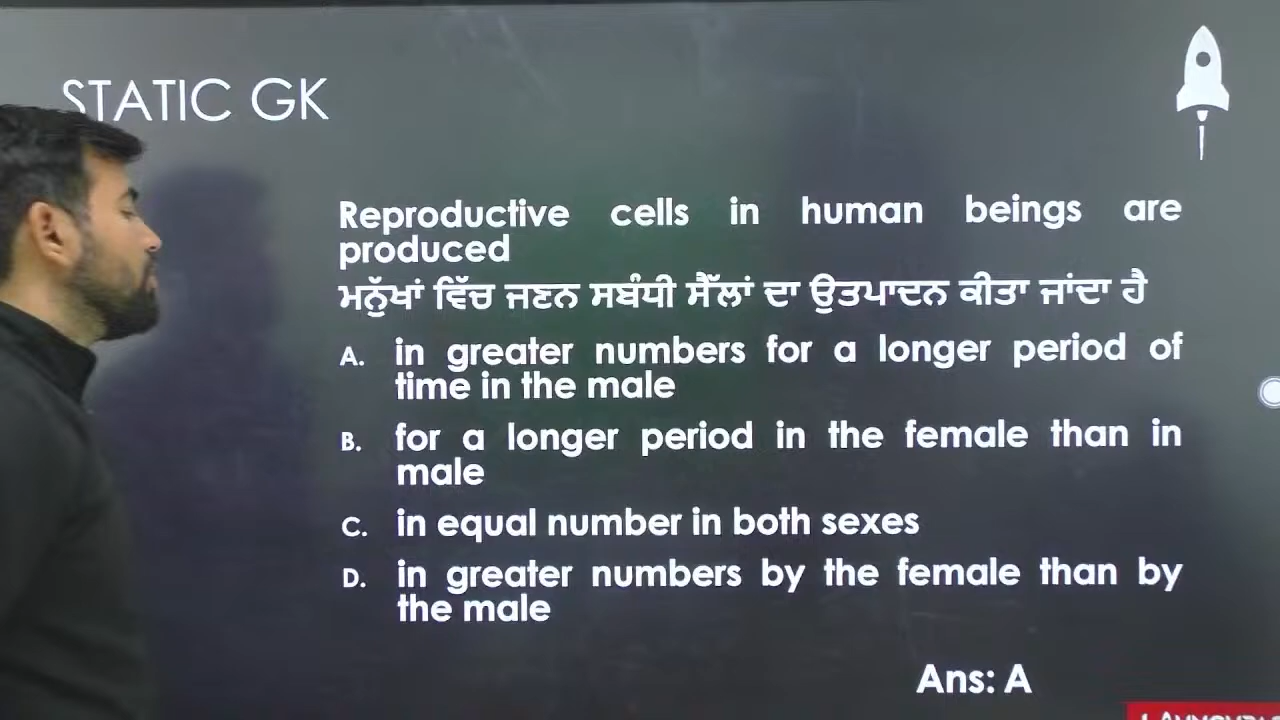 STATIC GK
Reproductive cells in human beings are
produced
ਮਨੁੱਖਾਂ ਵਿੱਚ ਜਣਨ ਸਬੰਧੀ ਸੈੱਲਾਂ ਦਾ ਉਤਪਾਦਨ ਕੀਤਾ ਜਾਂਦਾ ਹੈ
A. in greater numbers for a longer period of
time in the male
B. for a longer period in the female than in
male
C. in equal number in both sexes
D. in greater numbers by the female than by
the male
Ans: A